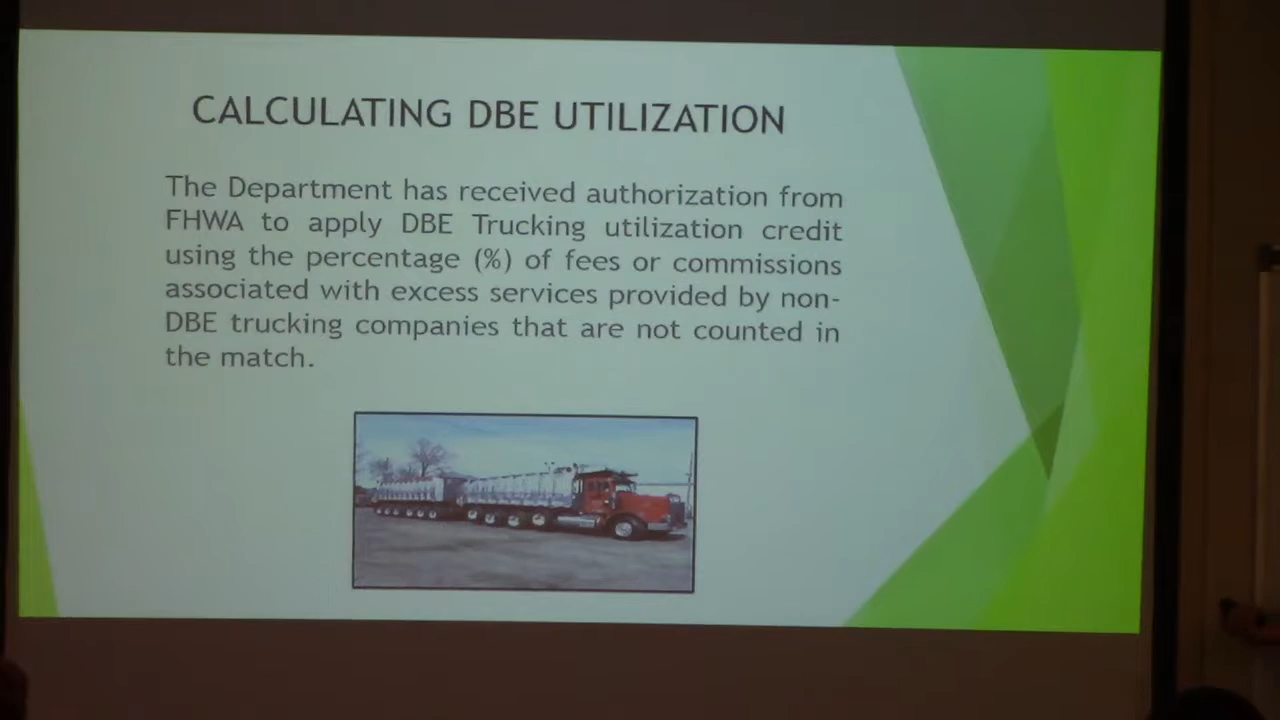 CALCULATING DBE UTILIZATION
The Department has received authorization from
FHWA to apply DBE Trucking utilization credit
using the percentage (%) of fees or commissions
associated with excess services provided by non-
DBE trucking companies that are not counted in
the match.